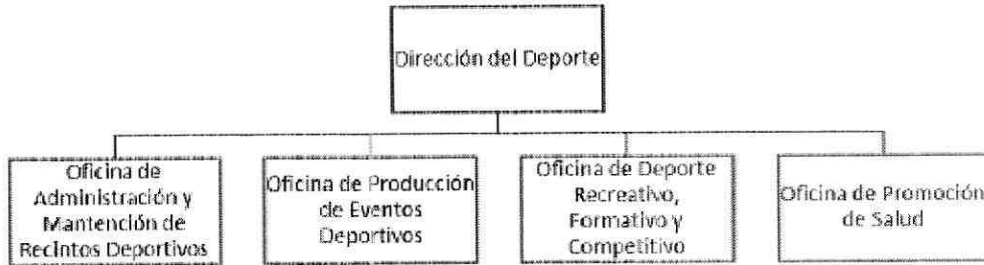 Dirección del Deporte
Oficina de
Administración y
Mantención de
Recintos Deportivos
Oficina de Producción
de Eventos
Deportivos
Oficina de Deporte
Recreativo,
Formativo y
Competitivo
Oficina de Promoción
de Salud